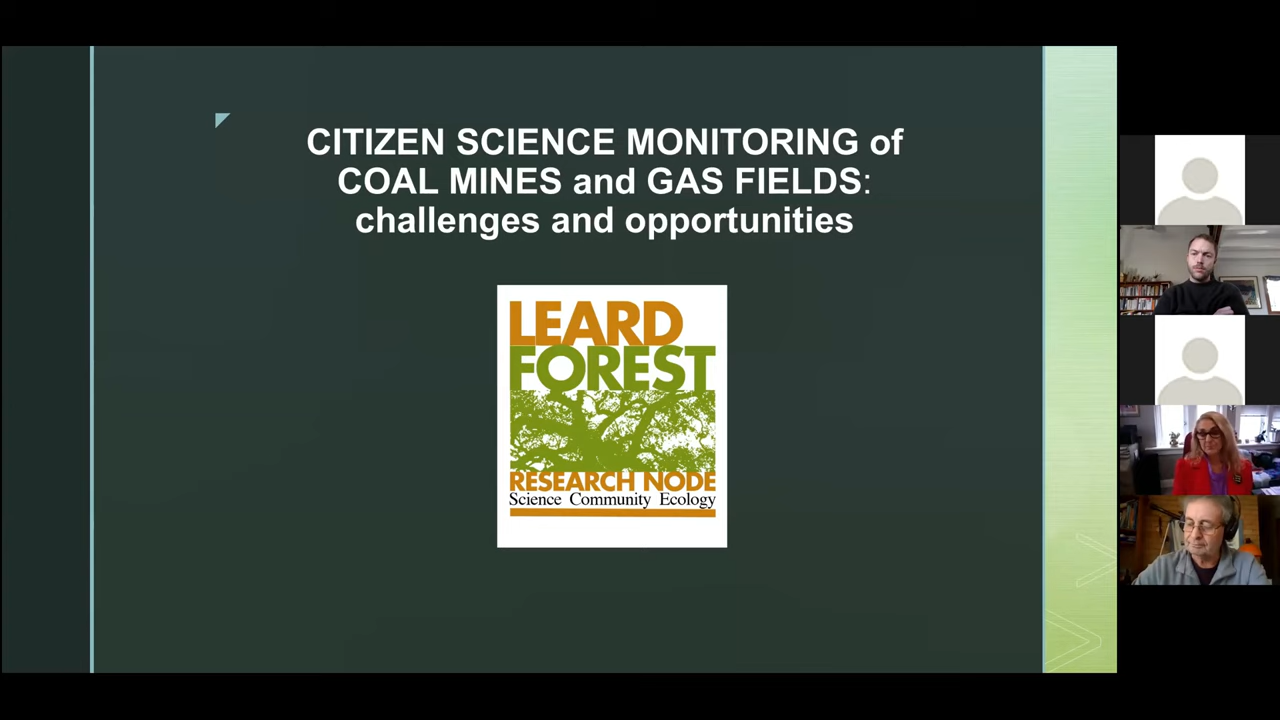 CITIZEN SCIENCE MONITORING of
COAL MINES and GAS FIELDS:
challenges and opportunities
LEARD
FOREST
RESEARCH NODE
Science Community Ecology